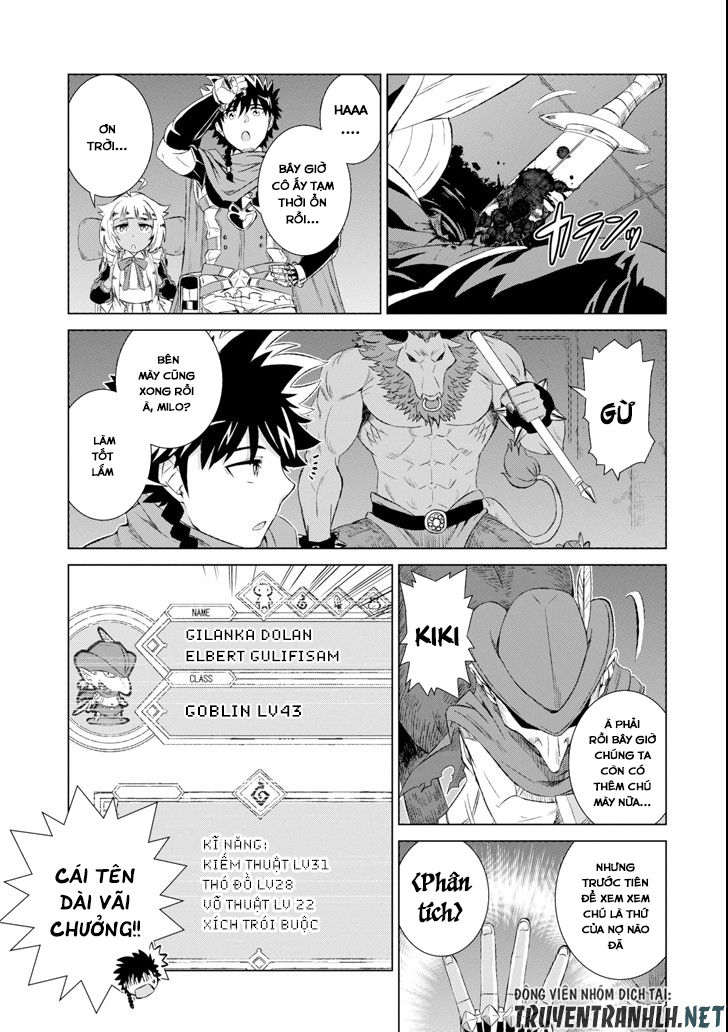 カランッ
HAAA
....
BÂY GIỜ
CÔ ẤY TẠM
THỜI ỔN
RỒI...
ƠN
TRỜI...
GỪ
BÊN
MÀY CŨNG
XONG RỒI
À, MILO?
LÀM
TỐT
LẮM
KIKI
À PHẢI
RỒI BÂY GIỜ
CHÚNG TA
CÒN CÓ
THÊM CHÚ
MÀY NỮA...
NAME
GILANKA DOLAN
ELBERT GULIFISAM
CLASS
GOBLIN LV43
KĨ NĂNG:
KIẾM THUẬT LV31
THÓ ĐỒ LV28
VÕ THUẬT LV 22
XÍCH TRÓI BUỘC
NHƯNG
TRƯỚC TIÊN
ĐỂ XEM XEM
CHÚ LÀ THỨ
CỦA NỢ NÀO
ĐÃ
<Phân
tích>
CÁI TÊN
DÀI VÃI
CHƯỞNG!!
ĐỘNG VIÊN NHÓM DỊCH TẠI:
TRUYENTRANHLH.NET